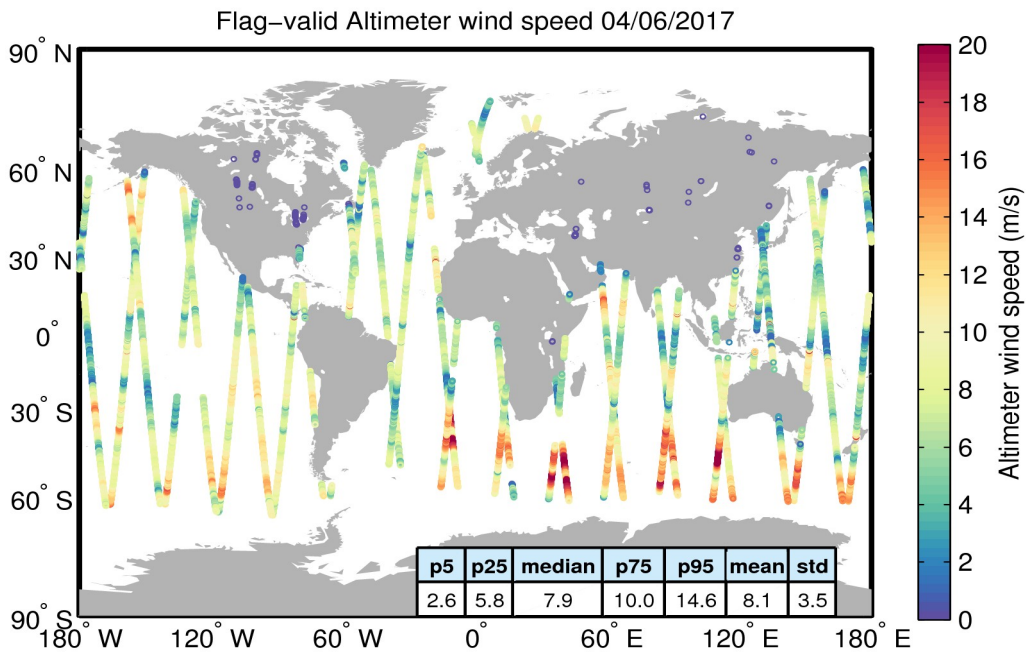 Flag−valid Altimeter wind speed 04/06/2017
90° N
60° N
30° N
0°
30° S
60° S
90° S
180° W
120° W
60° W
0°
60° E
120° E
180° E
p5 p25 median p75 p95 mean std
2.6 5.8 7.9 10.0 14.6 8.1 3.5
20
18
16
14
12
10
8
6
4
2
0
Altimeter wind speed (m/s)